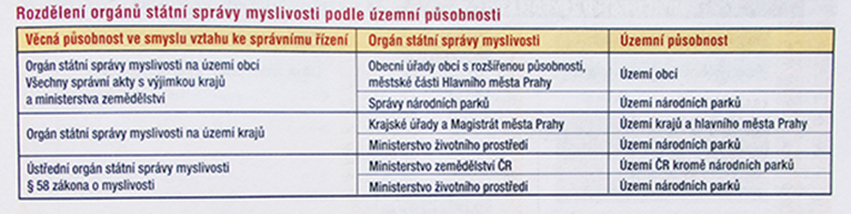 Rozdělení orgánů státní správy myslivosti podle územní působnosti
Věcná působnost ve smyslu vztahu ke správnímu řízení
Orgán státní správy myslivosti
Územní působnost
Orgán státní správy myslivosti na území obcí
Všechny správní akty s výjimkou krajů
a ministerstva zemědělství
Obecní úřady obcí s rozšířenou působností,
městské části Hlavního města Prahy
Území obcí
Správy národních parků
Území národních parků
Orgán státní správy myslivosti na území krajů
Krajské úřady a Magistrát města Prahy
Území krajů a hlavního města Prahy
Ministerstvo životního prostředí
Území národních parků
Ústřední orgán státní správy myslivosti
§ 58 zákona o myslivosti
Ministerstvo zemědělství ČR
Území ČR kromě národních parků
Ministerstvo životního prostředí
Území národních parků